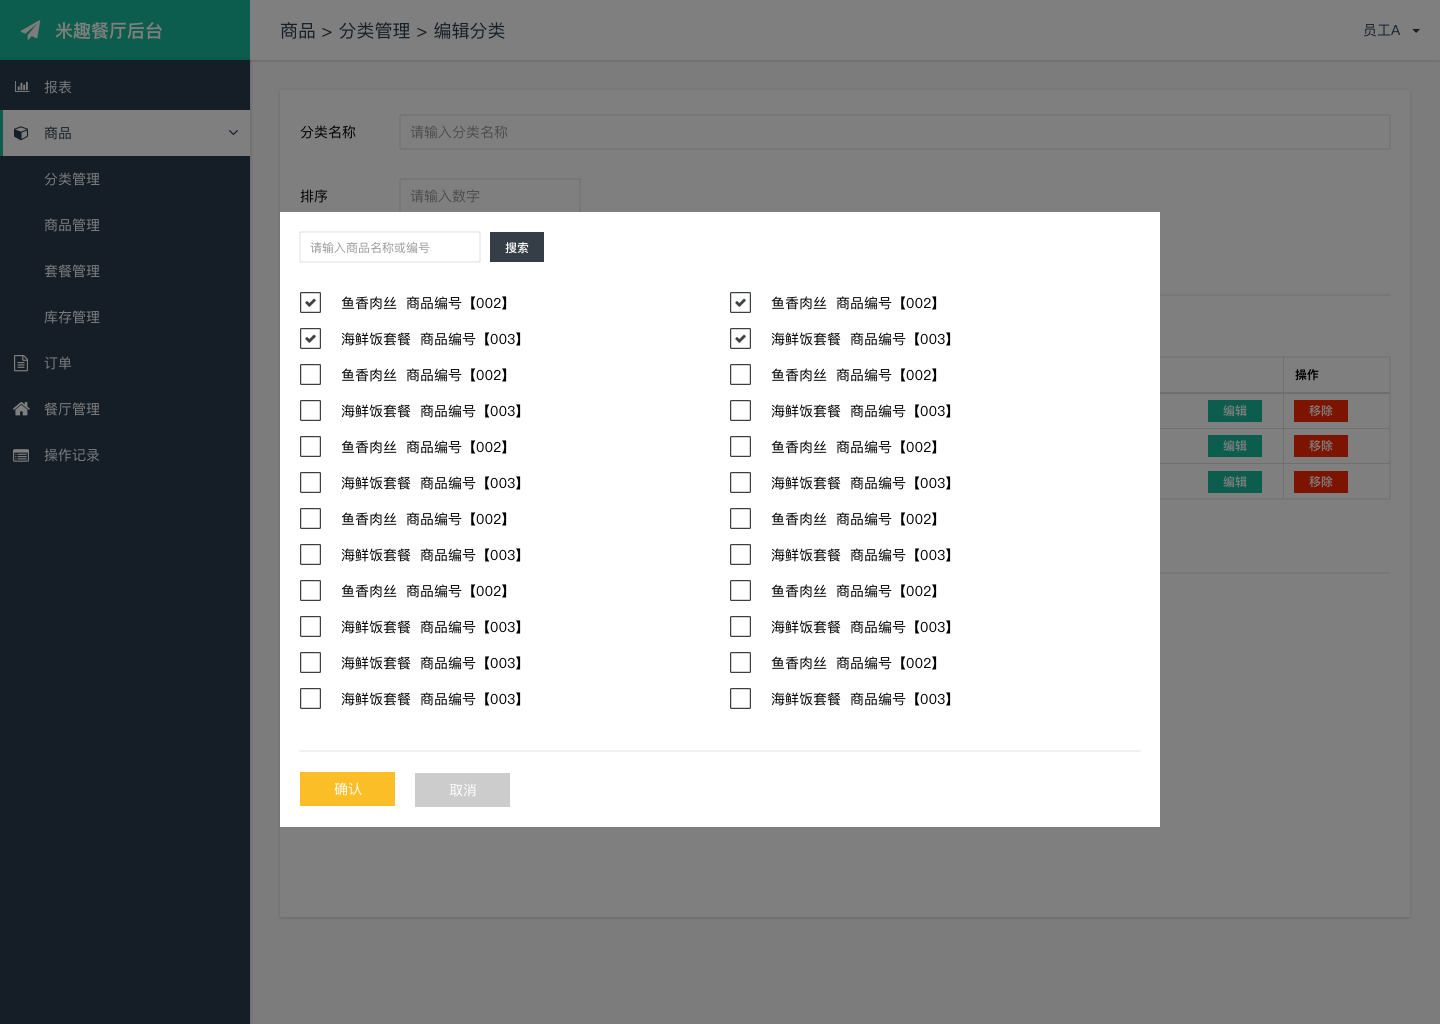 米趣餐厅后台
商品 > 分类管理 > 编辑分类
员工A
报表
商品
分类管理
商品管理
套餐管理
库存管理
订单
餐厅管理
操作记录
分类名称
请输入分类名称
排序
请输入数字
请输入商品名称或编号
搜索
鱼香肉丝 商品编号【002】
鱼香肉丝 商品编号【002】
海鲜饭套餐 商品编号【003】
海鲜饭套餐 商品编号【003】
鱼香肉丝 商品编号【002】
鱼香肉丝 商品编号【002】
海鲜饭套餐 商品编号【003】
海鲜饭套餐 商品编号【003】
鱼香肉丝 商品编号【002】
鱼香肉丝 商品编号【002】
海鲜饭套餐 商品编号【003】
海鲜饭套餐 商品编号【003】
鱼香肉丝 商品编号【002】
鱼香肉丝 商品编号【002】
海鲜饭套餐 商品编号【003】
海鲜饭套餐 商品编号【003】
鱼香肉丝 商品编号【002】
鱼香肉丝 商品编号【002】
海鲜饭套餐 商品编号【003】
海鲜饭套餐 商品编号【003】
海鲜饭套餐 商品编号【003】
鱼香肉丝 商品编号【002】
海鲜饭套餐 商品编号【003】
海鲜饭套餐 商品编号【003】
确认
取消
操作
编辑
移除
编辑
移除
编辑
移除